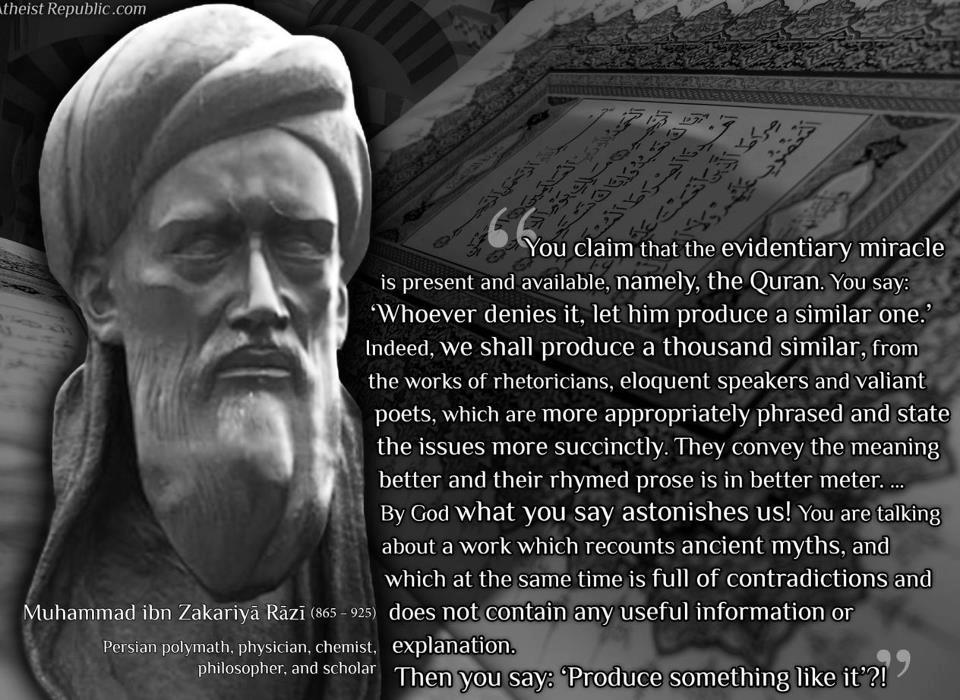 Atheist Republic.com
“You claim that the evidentiary miracle
is present and available, namely, the Quran. You say:
‘Whoever denies it, let him produce a similar one.’
Indeed, we shall produce a thousand similar, from
the works of rhetoricians, eloquent speakers and valiant
poets, which are more appropriately phrased and state
the issues more succinctly. They convey the meaning
better and their rhymed prose is in better meter. ...
By God what you say astonishes us! You are talking
about a work which recounts ancient myths, and
which at the same time is full of contradictions and
does not contain any useful information or
explanation.
Then you say: ‘Produce something like it’?!”
Muhammad ibn Zakariyā Rāzī (865 – 925)
Persian polymath, physician, chemist,
philosopher, and scholar